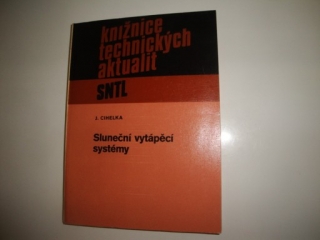 knižnice
technických
aktualit
SNTL
J. CIHELKA
Sluneční vytápěcí
systémy